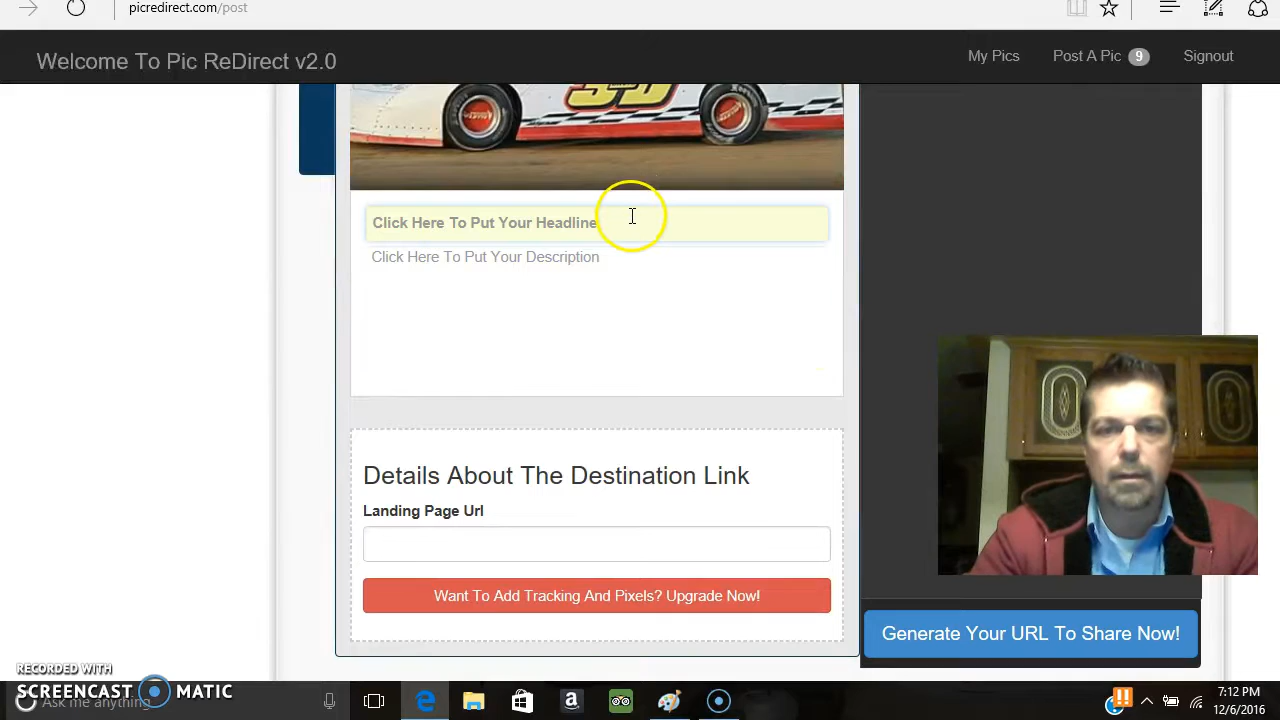 picredirect.com/post
Welcome To Pic ReDirect v2.0
My Pics
Post A Pic 9
Signout
Click Here To Put Your Headline
Click Here To Put Your Description
Details About The Destination Link
Landing Page Url
Want To Add Tracking And Pixels? Upgrade Now!
Generate Your URL To Share Now!
RECORDED WITH
SCREENCAST MATIC
Ask me anything
7:12 PM
12/6/2016